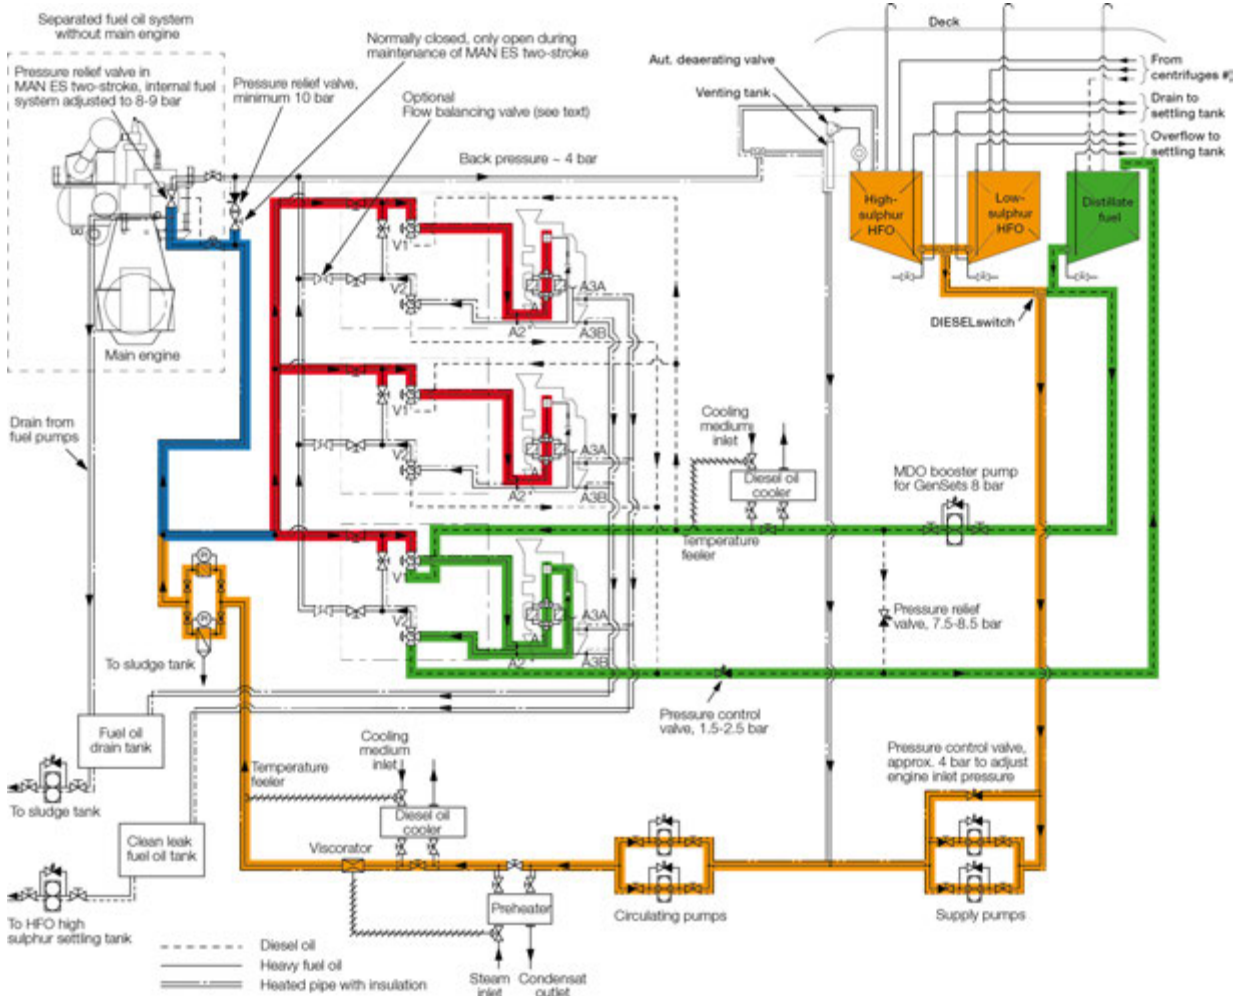 Separated fuel oil system
without main engine
Pressure relief valve in
MAN ES two-stroke, internal fuel
system adjusted to 8-9 bar
Pressure relief valve,
minimum 10 bar
Normally closed, only open during
maintenance of MAN ES two-stroke
Optional
Flow balancing valve (see text)
Back pressure ~ 4 bar
Aut. deaerating valve
Venting tank
Deck
From
centrifuges
Drain to
settling tank
Overflow to
settling tank
High-
sulphur
HFO
Low-
sulphur
HFO
Distillate
fuel
DIESELswitch
Main engine
V1
V2
A1
A2
A3A
A3B
V1
V2
A2
A3A
A3B
V1
V2
A2
A3A
A3B
Drain from
fuel pumps
Cooling
medium
inlet
Diesel oil
cooler
Temperature
feeler
MDO booster pump
for GenSets 8 bar
Pressure relief
valve, 7.5-8.5 bar
To sludge tank
Pressure control
valve, 1.5-2.5 bar
Fuel oil
drain tank
To sludge tank
Temperature
feeler
Cooling
medium
inlet
Diesel oil
cooler
Pressure control valve,
approx. 4 bar to adjust
engine inlet pressure
Clean leak
fuel oil tank
Viscorator
Preheater
Circulating pumps
Supply pumps
To HFO high
sulphur settling tank
Steam
inlet
Condensat
outlet
Diesel oil
Heavy fuel oil
Heated pipe with insulation